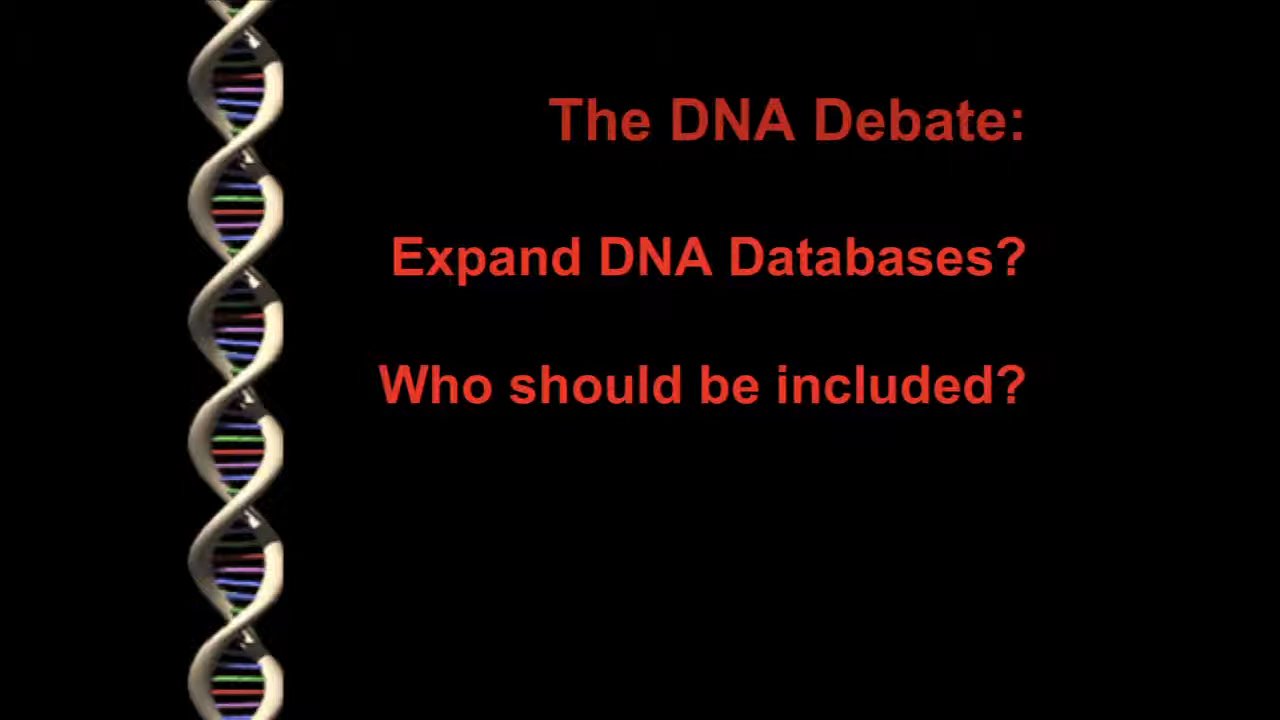 The DNA Debate:
Expand DNA Databases?
Who should be included?